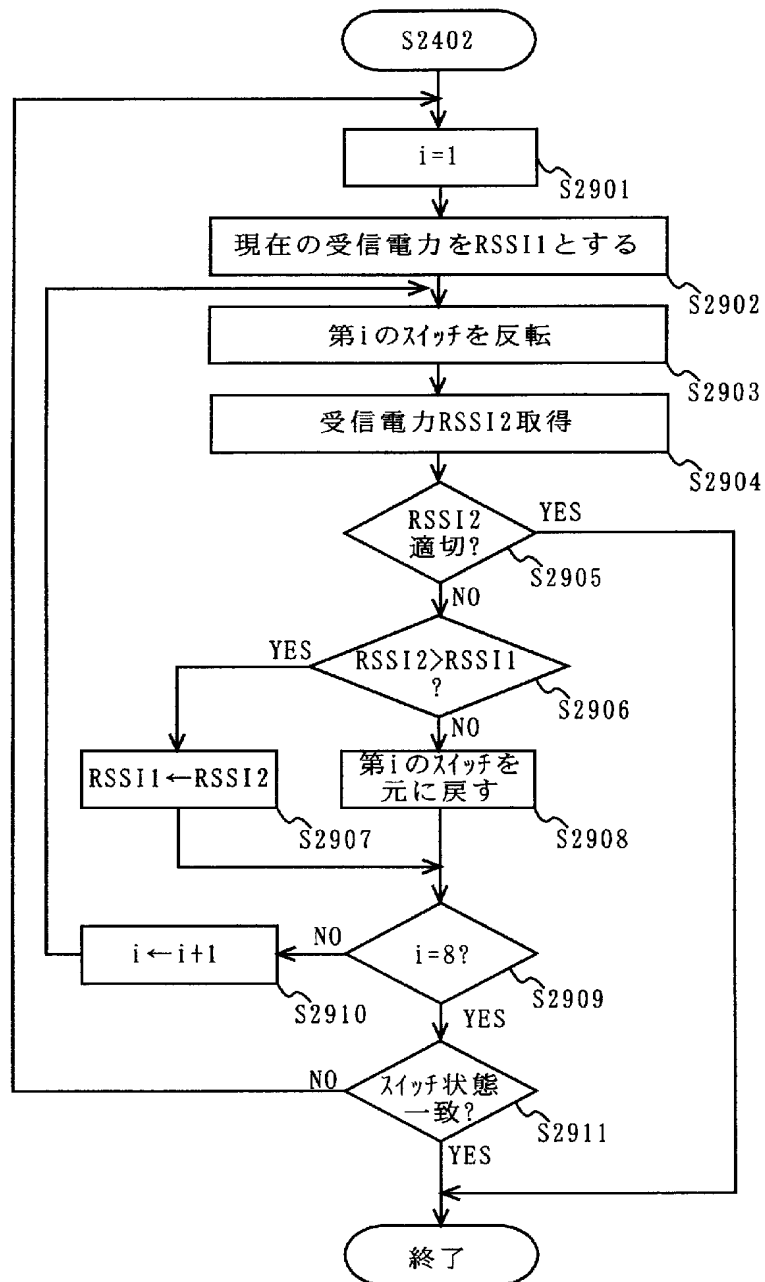 S2402
i=1
S2901
現在の受信電力をRSSI1とする
S2902
第iのｽｲｯﾁを反転
S2903
受信電力RSSI2取得
S2904
RSSI2
適切?
YES
S2905
NO
YES
RSSI2>RSSI1
?
S2906
NO
RSSI1←RSSI2
S2907
第iのｽｲｯﾁを
元に戻す
S2908
i←i+1
S2910
NO
i=8?
S2909
YES
NO
ｽｲｯﾁ状態
一致?
S2911
YES
終了